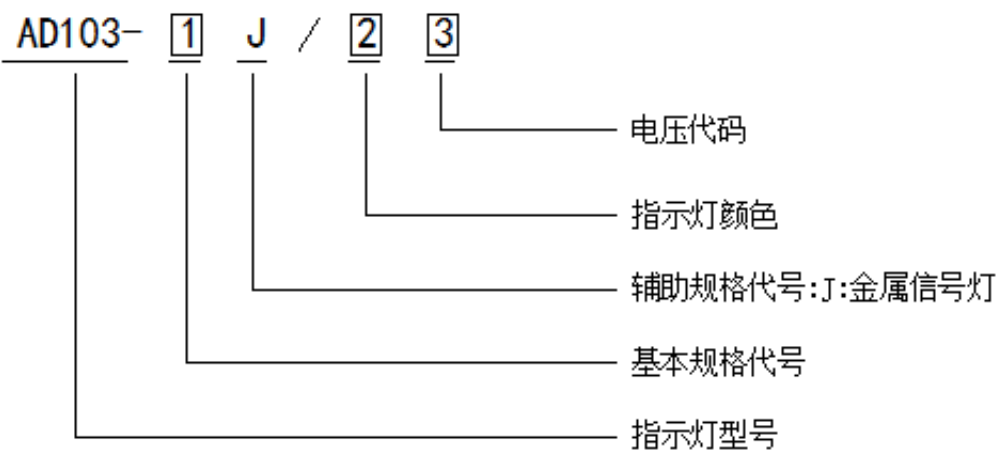 AD103- 1 J / 2 3
电压代码
指示灯颜色
辅助规格代号:J:金属信号灯
基本规格代号
指示灯型号